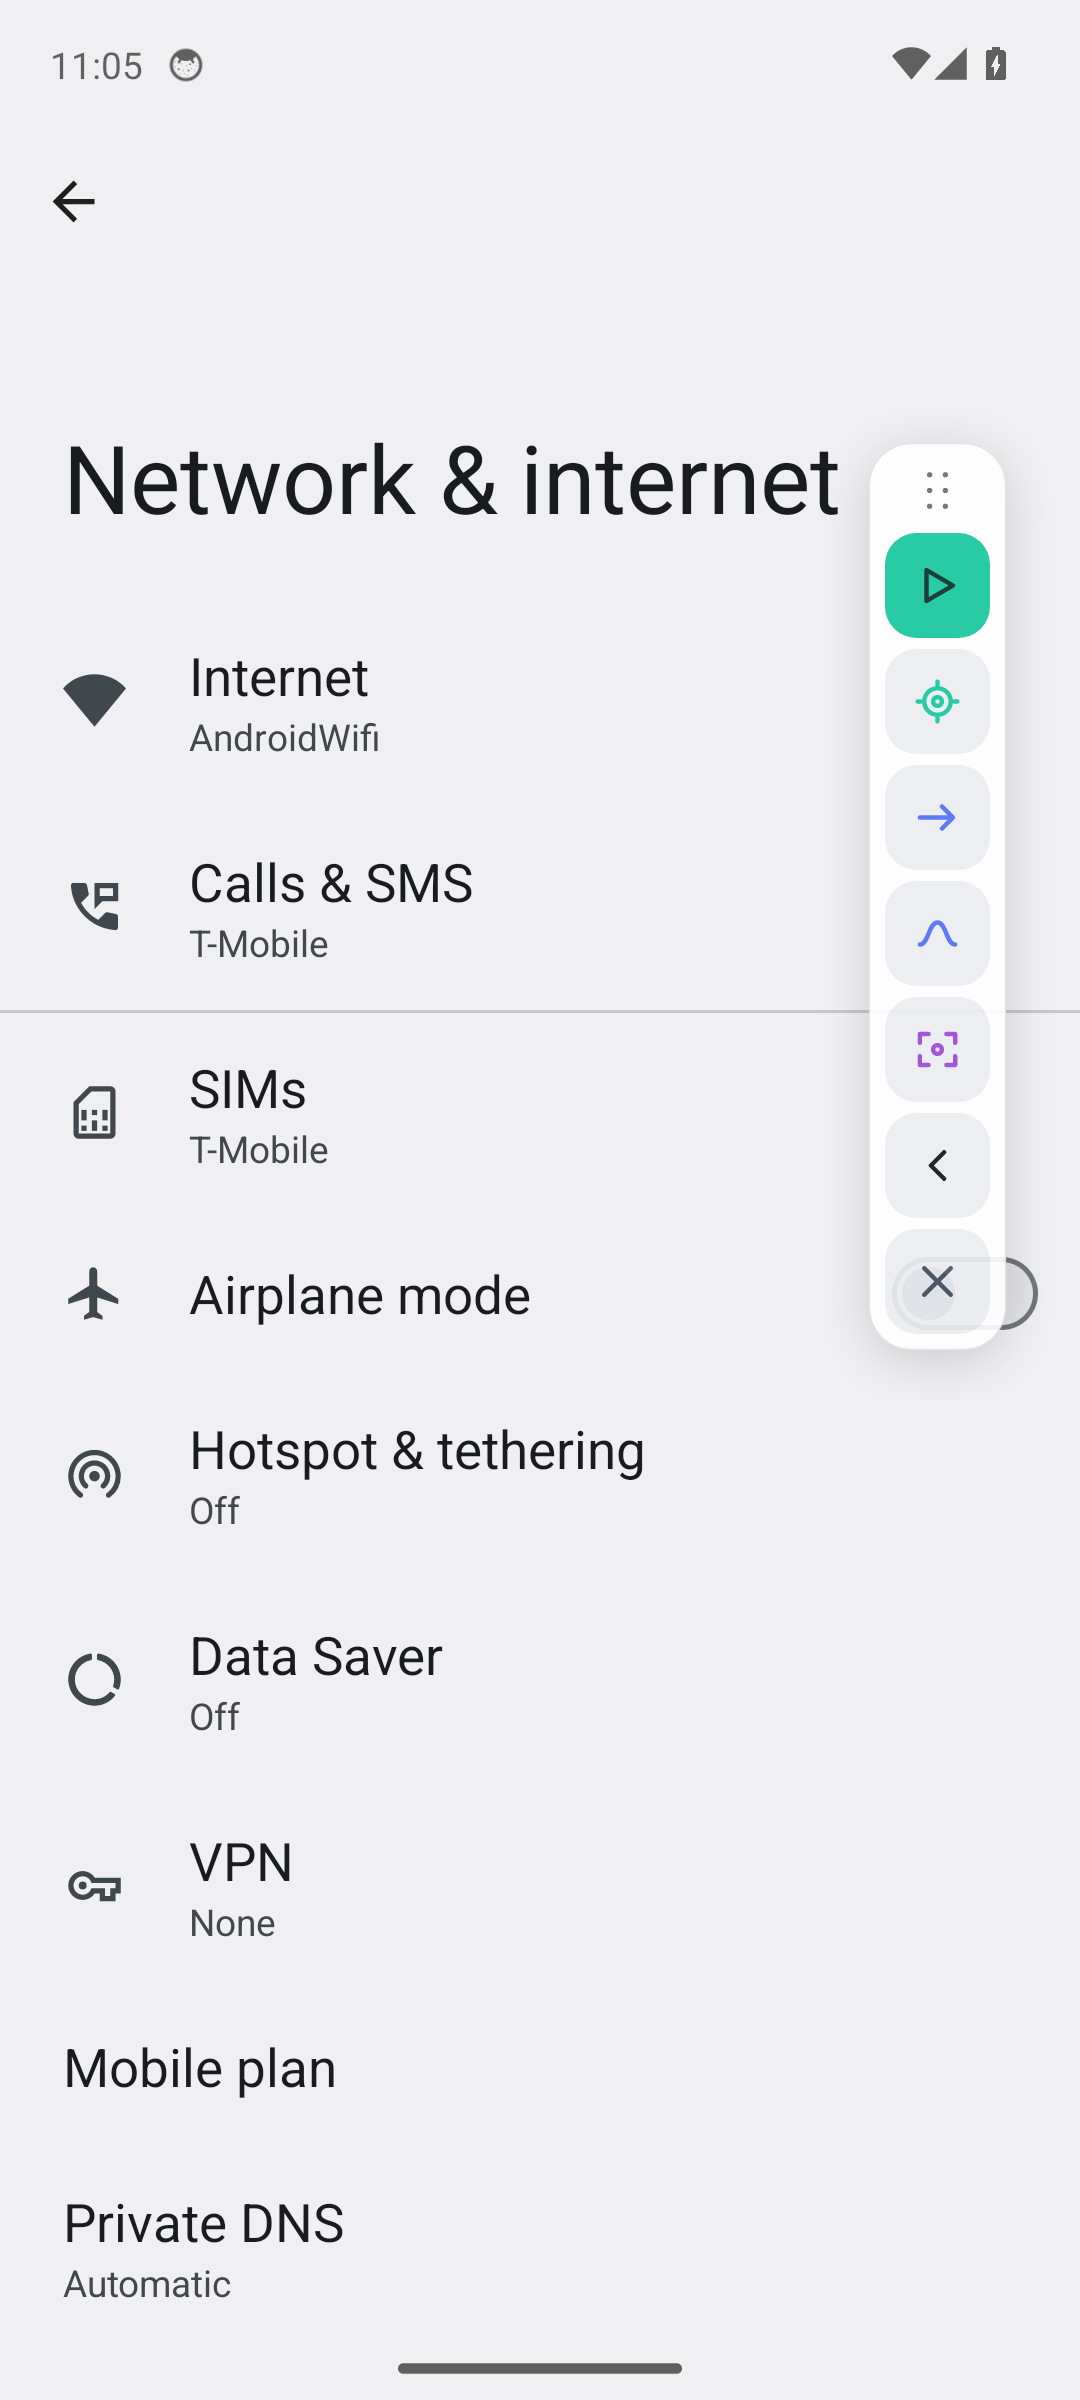 11:05
Network & internet
Internet
AndroidWifi
Calls & SMS
T-Mobile
SIMs
T-Mobile
Airplane mode
Hotspot & tethering
Off
Data Saver
Off
VPN
None
Mobile plan
Private DNS
Automatic